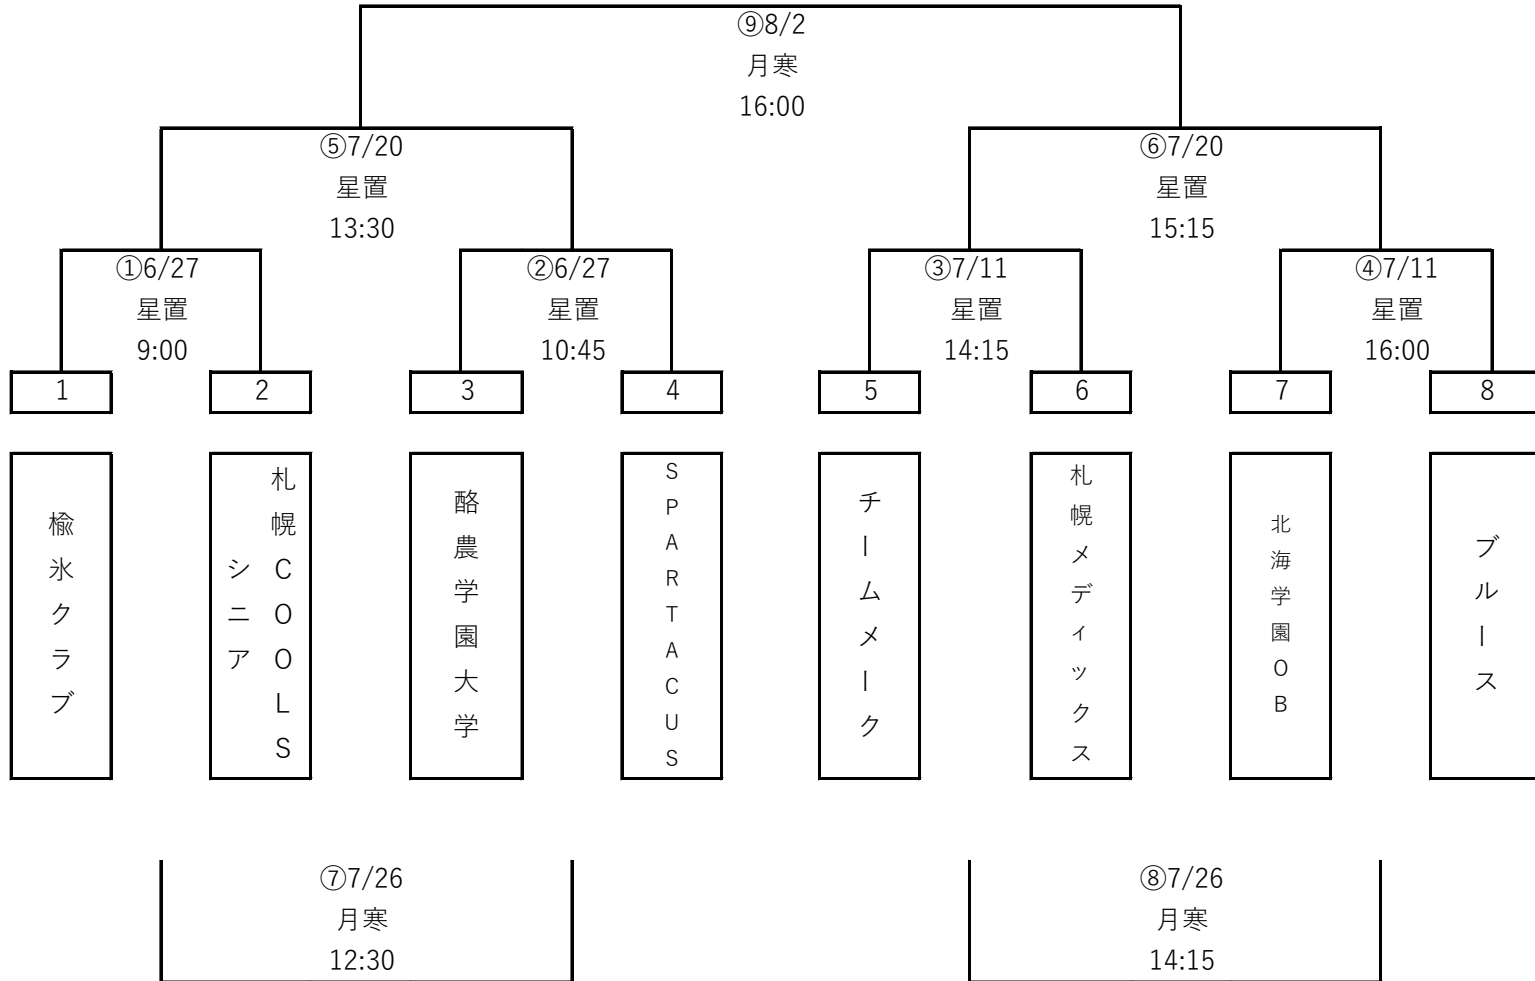 ⑨8/2
月寒
16:00
⑤7/20
星置
13:30
⑥7/20
星置
15:15
①6/27
星置
9:00
②6/27
星置
10:45
③7/11
星置
14:15
④7/11
星置
16:00
1
2
3
4
5
6
7
8
楡氷クラブ
札幌COOLS
シニア
酪農学園大学
SPARTACUS
チームメーク
札幌メディックス
北海学園OB
ブルース
⑦7/26
月寒
12:30
⑧7/26
月寒
14:15